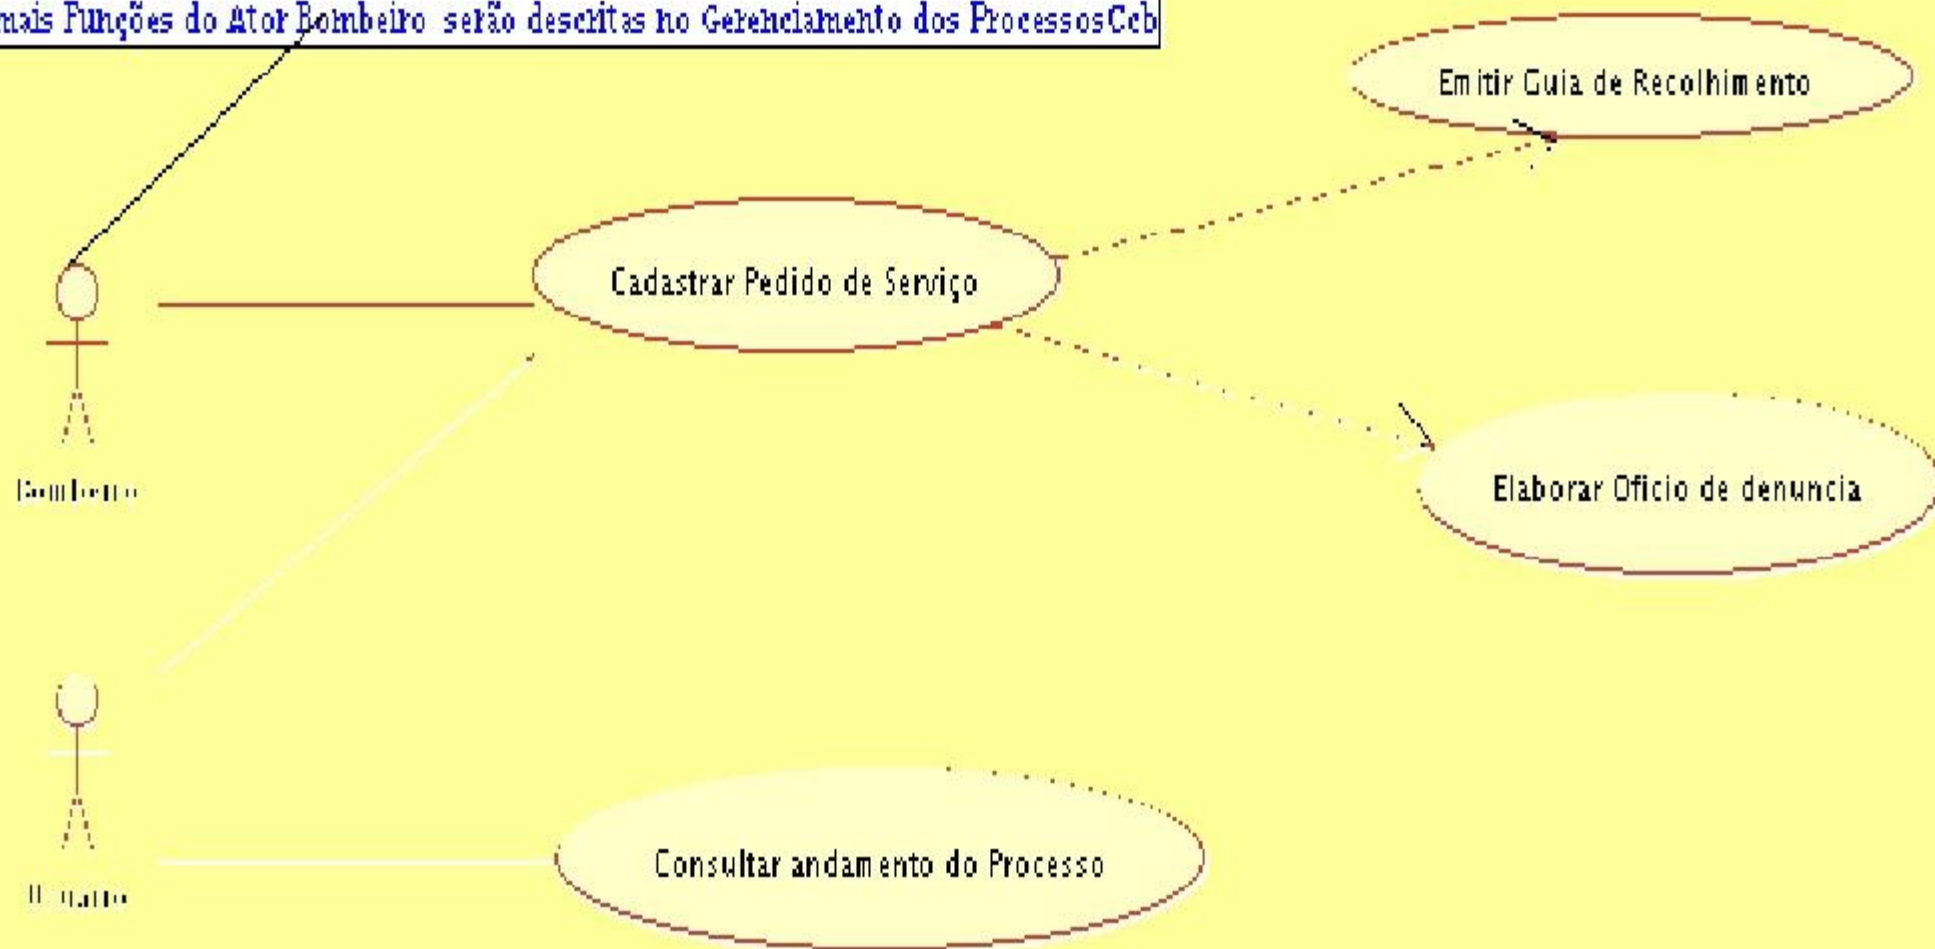 mais Funções do Ator Bombeiro serão descritas no Gerenciamento dos ProcessosCcb
Emitir Guia de Recolhimento
Cadastrar Pedido de Serviço
Bombeiro
Elaborar Oficio de denuncia
Consultar andamento do Processo